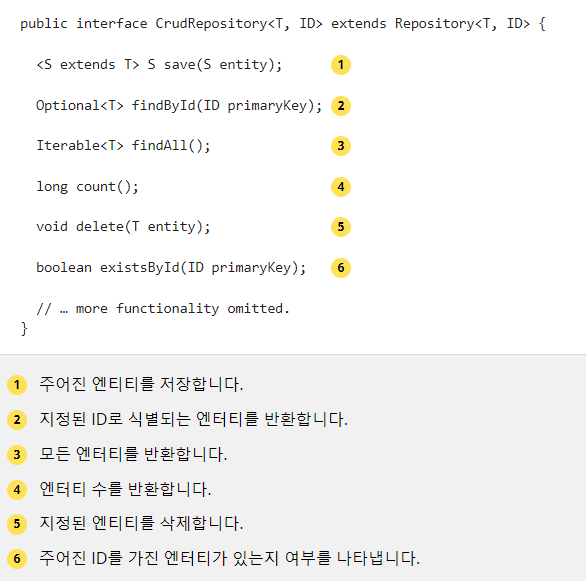 public interface CrudRepository<T, ID> extends Repository<T, ID> {
<S extends T> S save(S entity); 1
Optional<T> findById(ID primaryKey); 2
Iterable<T> findAll(); 3
long count(); 4
void delete(T entity); 5
boolean existsById(ID primaryKey); 6
// … more functionality omitted.
}
1 주어진 엔티티를 저장합니다.
2 지정된 ID로 식별되는 엔터티를 반환합니다.
3 모든 엔터티를 반환합니다.
4 엔터티 수를 반환합니다.
5 지정된 엔티티를 삭제합니다.
6 주어진 ID를 가진 엔터티가 있는지 여부를 나타냅니다.